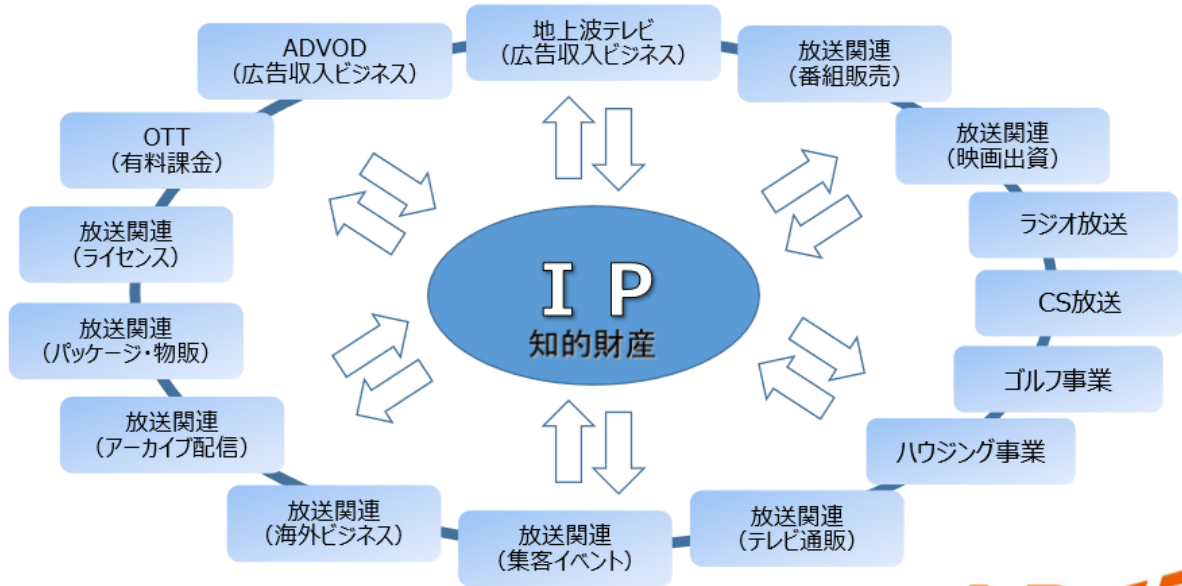 地上波テレビ
(広告収入ビジネス)
放送関連
(番組販売)
放送関連
(映画出資)
ラジオ放送
CS放送
ゴルフ事業
ハウジング事業
放送関連
(テレビ通販)
放送関連
(集客イベント)
放送関連
(海外ビジネス)
放送関連
(アーカイブ配信)
放送関連
(パッケージ・物販)
放送関連
(ライセンス)
OTT
(有料課金)
ADVOD
(広告収入ビジネス)
IP
知的財産